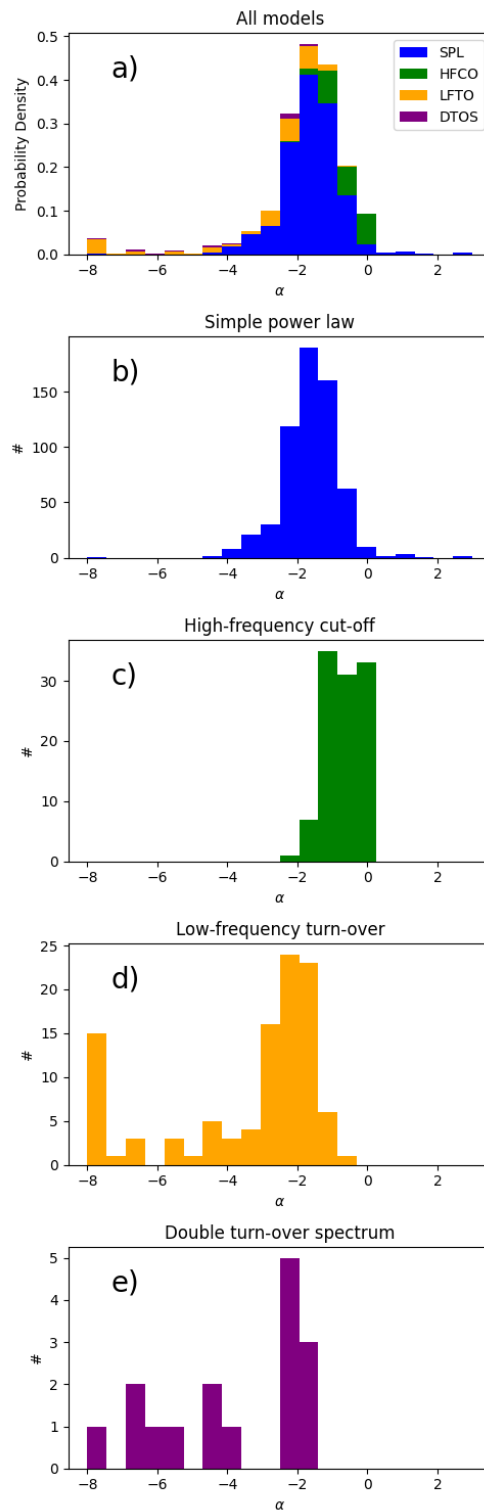 All models
a)
SPL
HFCO
LFTO
DTOS
Probability Density
0.5
0.4
0.3
0.2
0.1
0.0
−8 −6 −4 −2 0 2
α
Simple power law
b)
#
150
100
50
0
−8 −6 −4 −2 0 2
α
High-frequency cut-off
c)
#
30
20
10
0
−8 −6 −4 −2 0 2
α
Low-frequency turn-over
d)
#
25
20
15
10
5
0
−8 −6 −4 −2 0 2
α
Double turn-over spectrum
e)
#
5
4
3
2
1
0
−8 −6 −4 −2 0 2
α